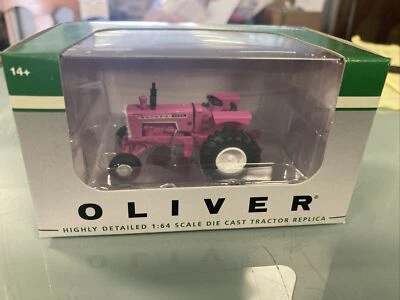 14+
OLIVER®
HIGHLY DETAILED 1:64 SCALE DIE CAST TRACTOR REPLICA